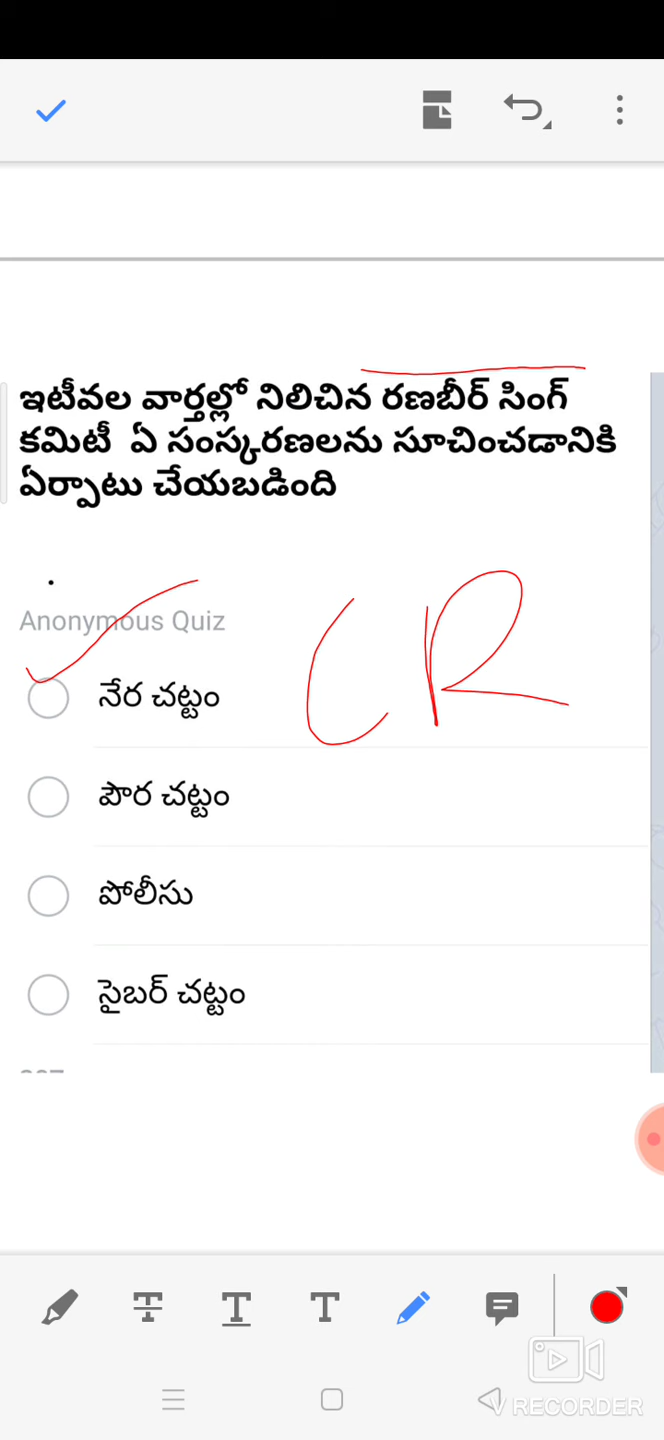 ఇటీవల వార్తల్లో నిలిచిన రణబీర్ సింగ్
కమిటీ ఏ సంస్కరణలను సూచించడానికి
ఏర్పాటు చేయబడింది
.
Anonymous Quiz
CR
నేర చట్టం
పౌర చట్టం
పోలీసు
సైబర్ చట్టం
T
T
T
V RECORDER